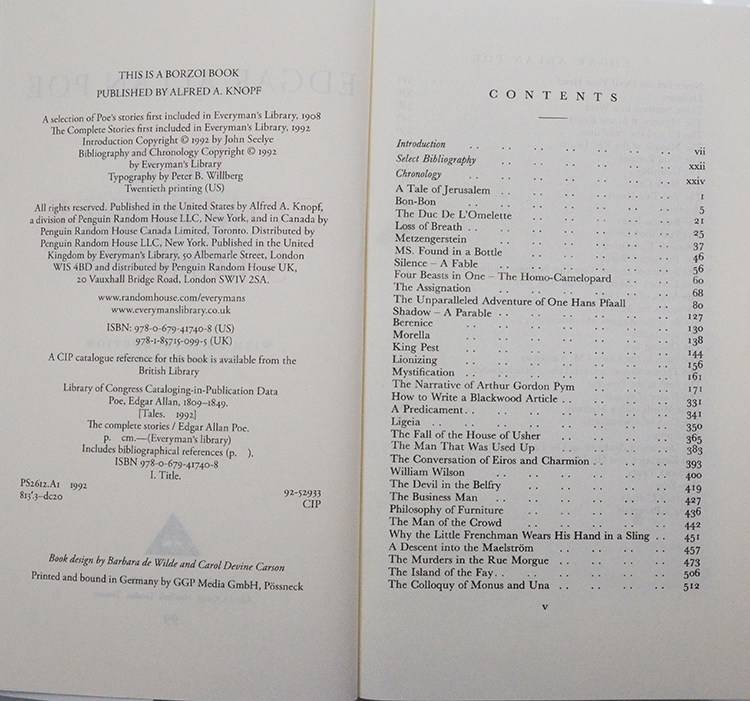 THIS IS A BORZOI BOOK
PUBLISHED BY ALFRED A. KNOPF
A selection of Poe's stories first included in Everyman's Library, 1908
The Complete Stories first included in Everyman's Library, 1992
Introduction Copyright © 1992 by John Seelye
Bibliography and Chronology Copyright © 1992
by Everyman's Library
Typography by Peter B. Willberg
Twentieth printing (US)
All rights reserved. Published in the United States by Alfred A. Knopf,
a division of Penguin Random House LLC, New York, and in Canada by
Penguin Random House Canada Limited, Toronto. Distributed by
Penguin Random House LLC, New York. Published in the United
Kingdom by Everyman's Library, 50 Albemarle Street, London
W1S 4BD and distributed by Penguin Random House UK,
20 Vauxhall Bridge Road, London SW1V 2SA.
www.randomhouse.com/everymans
www.everymanslibrary.co.uk
ISBN: 978-0-679-41740-8 (US)
978-1-85715-099-5 (UK)
A CIP catalogue reference for this book is available from the
British Library
Library of Congress Cataloging-in-Publication Data
Poe, Edgar Allan, 1809–1849.
[Tales. 1992]
The complete stories / Edgar Allan Poe.
p. cm.—(Everyman's library)
Includes bibliographical references (p. ).
ISBN 978-0-679-41740-8
I. Title.
PS2612.A1 1992 92-52933
813'.3–dc20 CIP
Book design by Barbara de Wilde and Carol Devine Carson
Printed and bound in Germany by GGP Media GmbH, Pössneck
CONTENTS
Introduction .. .. .. .. .. .. .. vii
Select Bibliography .. .. .. .. .. .. xxii
Chronology .. .. .. .. .. .. .. xxiv
A Tale of Jerusalem .. .. .. .. .. .. 1
Bon-Bon .. .. .. .. .. .. .. 5
The Duc De L'Omelette .. .. .. .. .. 21
Loss of Breath .. .. .. .. .. .. .. 25
Metzengerstein .. .. .. .. .. .. 37
MS. Found in a Bottle .. .. .. .. .. 46
Silence – A Fable .. .. .. .. .. .. 56
Four Beasts in One – The Homo-Camelopard .. .. 60
The Assignation .. .. .. .. .. .. 68
The Unparalleled Adventure of One Hans Pfaall .. .. 80
Shadow – A Parable .. .. .. .. .. .. 127
Berenice .. .. .. .. .. .. .. 130
Morella .. .. .. .. .. .. .. 138
King Pest .. .. .. .. .. .. .. 144
Lionizing .. .. .. .. .. .. .. 156
Mystification .. .. .. .. .. .. .. 161
The Narrative of Arthur Gordon Pym .. .. .. 171
How to Write a Blackwood Article .. .. .. .. 331
A Predicament .. .. .. .. .. .. .. 341
Ligeia .. .. .. .. .. .. .. 350
The Fall of the House of Usher .. .. .. .. 365
The Man That Was Used Up .. .. .. .. 383
The Conversation of Eiros and Charmion .. .. .. 393
William Wilson .. .. .. .. .. .. 400
The Devil in the Belfry .. .. .. .. .. 419
The Business Man .. .. .. .. .. .. 427
Philosophy of Furniture .. .. .. .. .. 436
The Man of the Crowd .. .. .. .. .. 442
Why the Little Frenchman Wears His Hand in a Sling .. 451
A Descent into the Maelström .. .. .. .. 457
The Murders in the Rue Morgue .. .. .. .. 473
The Island of the Fay .. .. .. .. .. .. 506
The Colloquy of Monus and Una .. .. .. .. 512
v